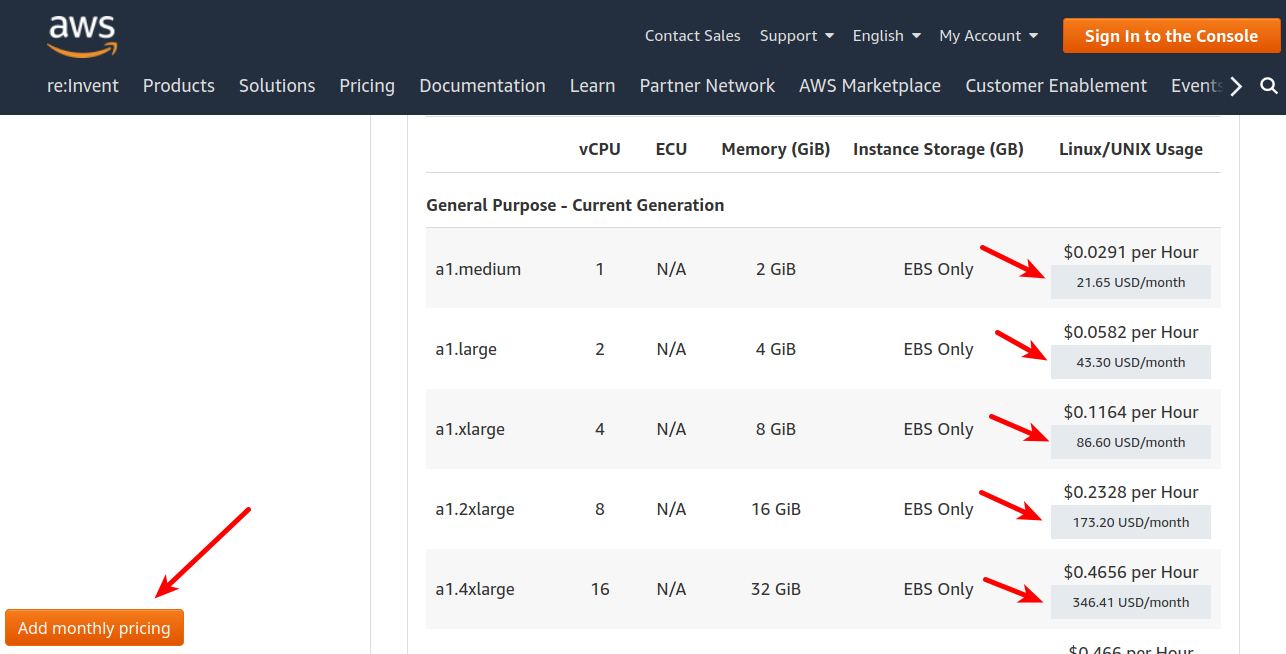 aws
Contact Sales Support English My Account Sign In to the Console
re:Invent Products Solutions Pricing Documentation Learn Partner Network AWS Marketplace Customer Enablement Events
vCPU ECU Memory (GiB) Instance Storage (GB) Linux/UNIX Usage
General Purpose - Current Generation
a1.medium 1 N/A 2 GiB EBS Only $0.0291 per Hour
21.65 USD/month
a1.large 2 N/A 4 GiB EBS Only $0.0582 per Hour
43.30 USD/month
a1.xlarge 4 N/A 8 GiB EBS Only $0.1164 per Hour
86.60 USD/month
a1.2xlarge 8 N/A 16 GiB EBS Only $0.2328 per Hour
173.20 USD/month
a1.4xlarge 16 N/A 32 GiB EBS Only $0.4656 per Hour
346.41 USD/month
Add monthly pricing
$0.466 per Hour